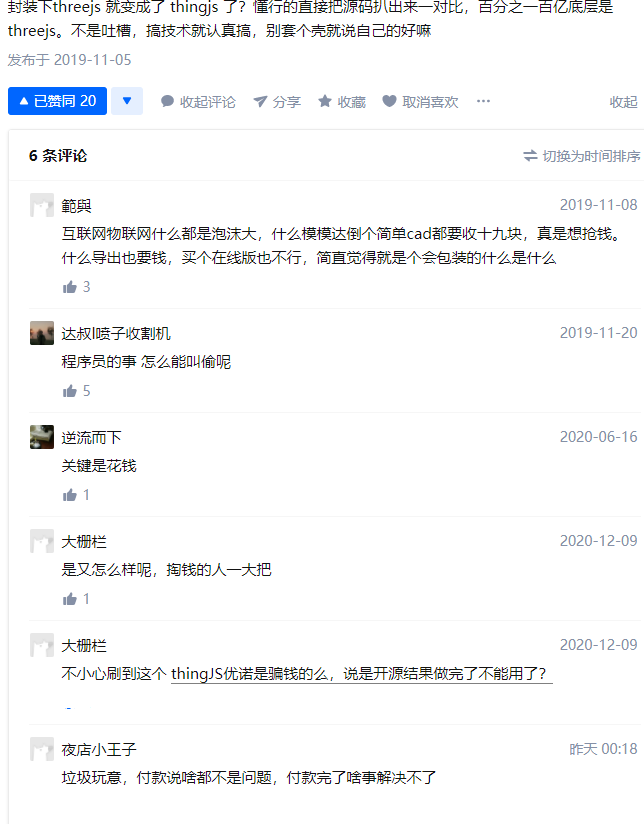 封装下threejs 就变成了 thingjs 了？懂行的直接把源码扒出来一对比，百分之一百亿底层是
threejs。不是吐槽，搞技术就认真搞，别套个壳就说自己的好嘛
发布于 2019-11-05
已赞同 20
收起评论
分享
收藏
取消喜欢
收起
6 条评论
切换为时间排序
範與
2019-11-08
互联网物联网什么都是泡沫大，什么模模达倒个简单cad都要收十九块，真是想抢钱。
什么导出也要钱，买个在线版也不行，简直觉得就是个会包装的什么是什么
3
达叔l喷子收割机
2019-11-20
程序员的事 怎么能叫偷呢
5
逆流而下
2020-06-16
关键是花钱
1
大栅栏
2020-12-09
是又怎么样呢，掏钱的人一大把
1
大栅栏
2020-12-09
不小心刷到这个 thingJS优诺是骗钱的么，说是开源结果做完了不能用了？
夜店小王子
昨天 00:18
垃圾玩意，付款说啥都不是问题，付款完了啥事解决不了